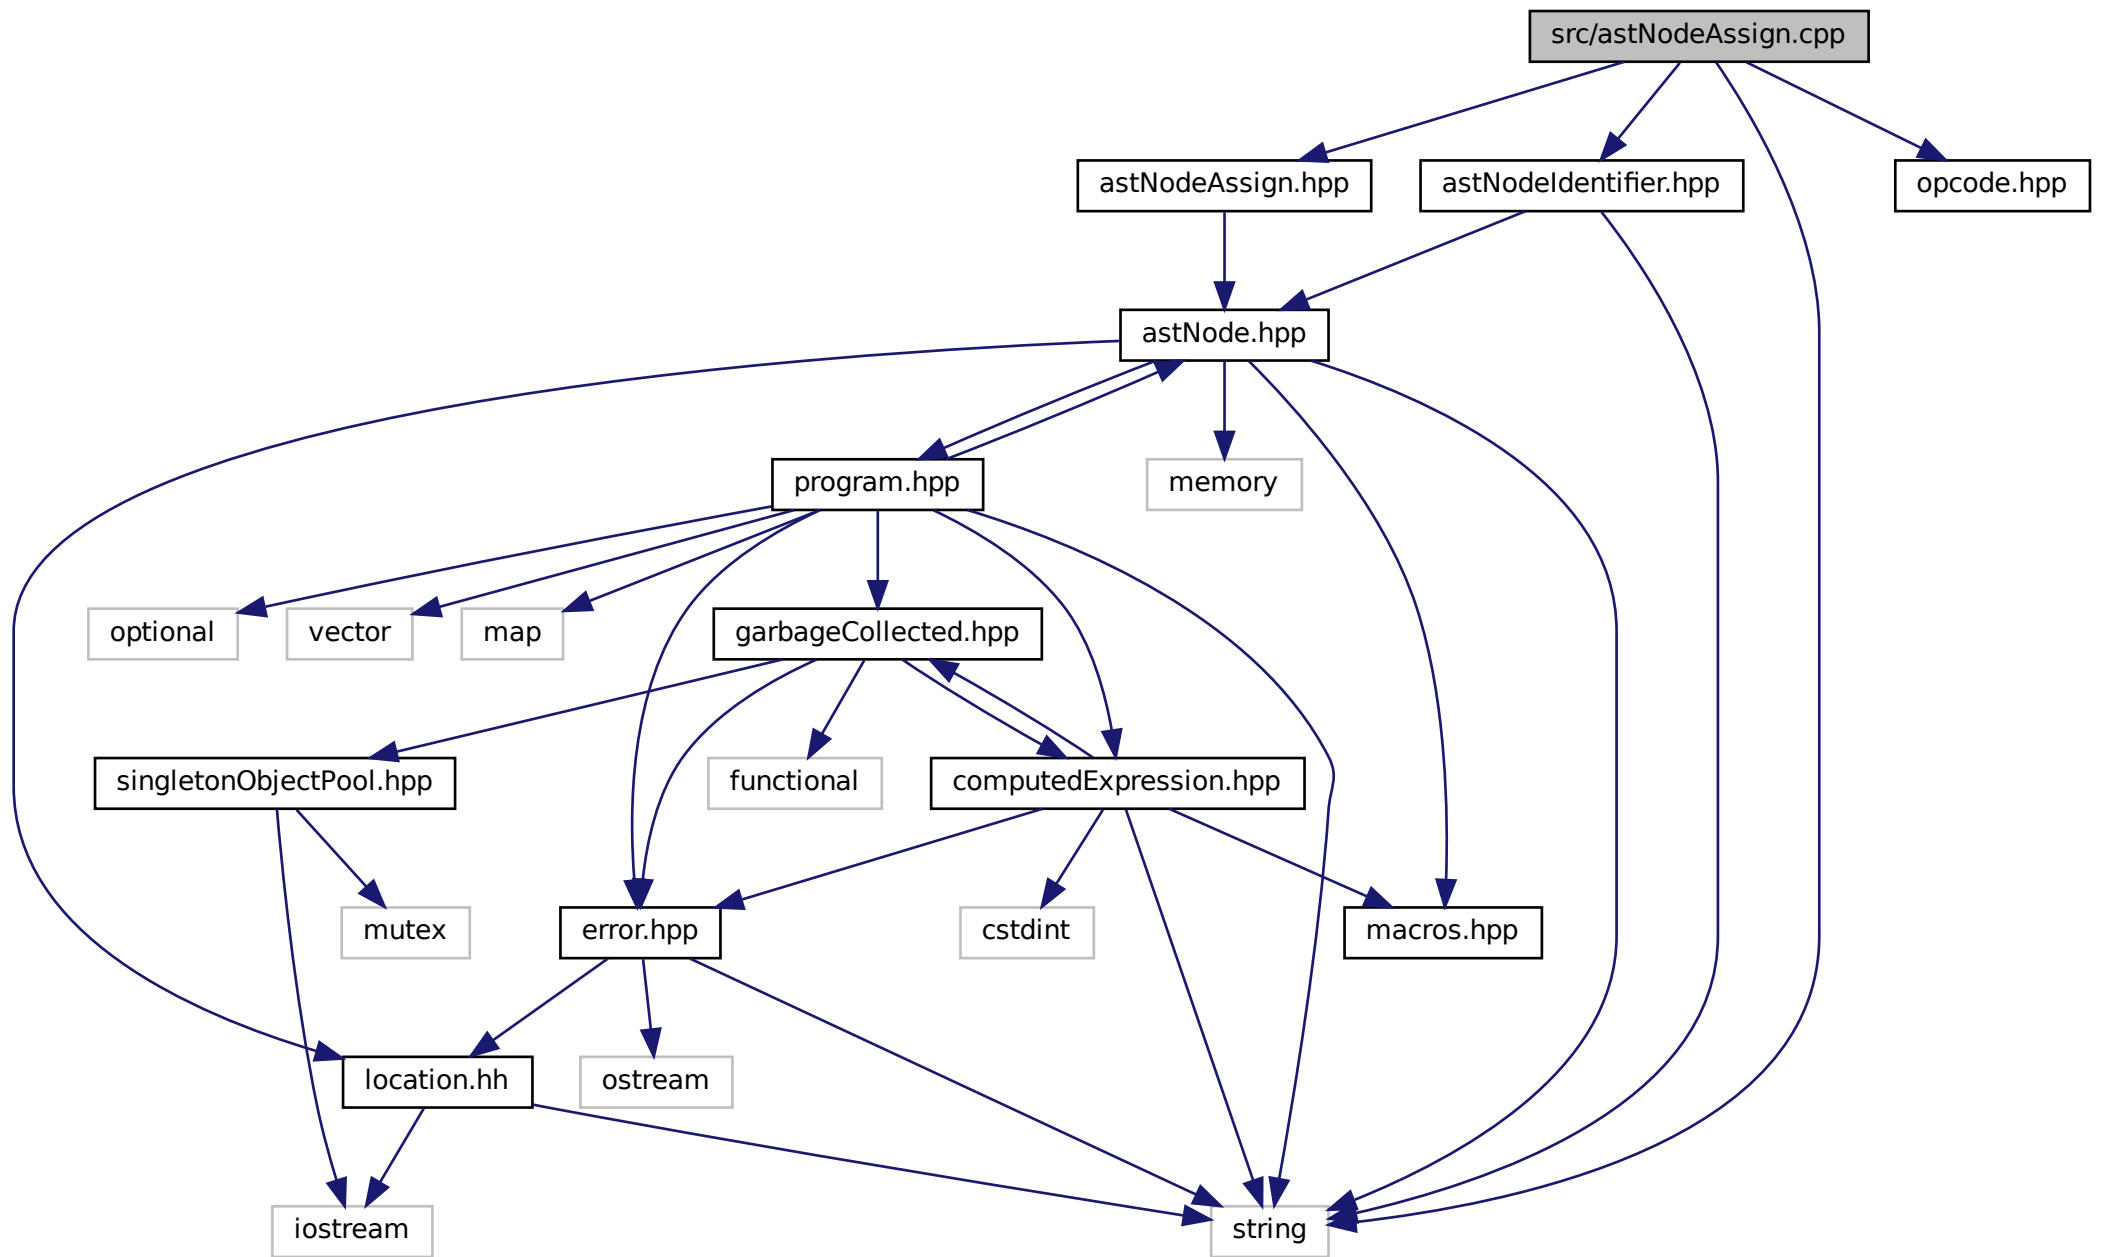 src/astNodeAssign.cpp
astNodeAssign.hpp
astNodeIdentifier.hpp
opcode.hpp
astNode.hpp
program.hpp
memory
optional
vector
map
garbageCollected.hpp
singletonObjectPool.hpp
functional
computedExpression.hpp
mutex
error.hpp
cstdint
macros.hpp
location.hh
ostream
iostream
string